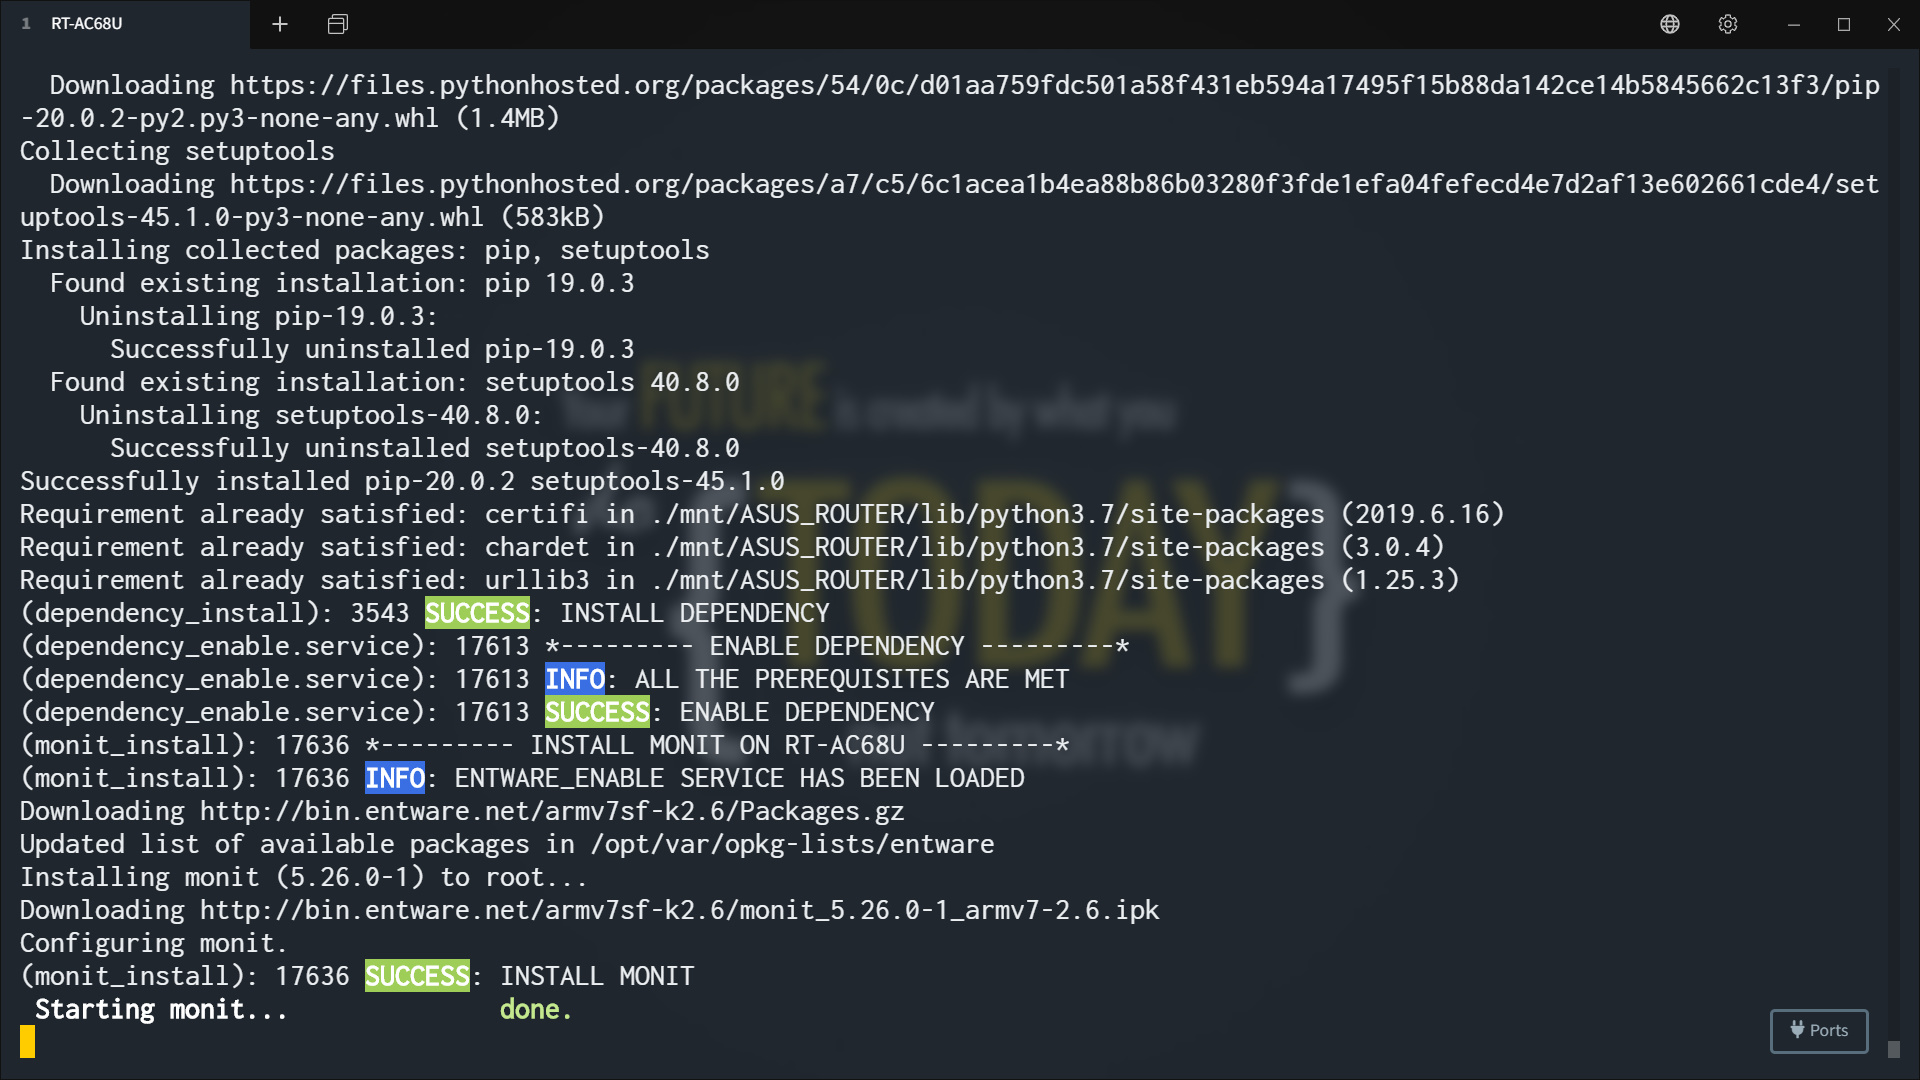 1 RT-AC68U
Downloading https://files.pythonhosted.org/packages/54/0c/d01aa759fdc501a58f431eb594a17495f15b88da142ce14b5845662c13f3/pip
-20.0.2-py2.py3-none-any.whl (1.4MB)
Collecting setuptools
Downloading https://files.pythonhosted.org/packages/a7/c5/6c1acea1b4ea88b86b03280f3fde1efa04fefecd4e7d2af13e602661cde4/set
uptools-45.1.0-py3-none-any.whl (583kB)
Installing collected packages: pip, setuptools
Found existing installation: pip 19.0.3
Uninstalling pip-19.0.3:
Successfully uninstalled pip-19.0.3
Found existing installation: setuptools 40.8.0
Uninstalling setuptools-40.8.0:
Successfully uninstalled setuptools-40.8.0
Successfully installed pip-20.0.2 setuptools-45.1.0
Requirement already satisfied: certifi in ./mnt/ASUS_ROUTER/lib/python3.7/site-packages (2019.6.16)
Requirement already satisfied: chardet in ./mnt/ASUS_ROUTER/lib/python3.7/site-packages (3.0.4)
Requirement already satisfied: urllib3 in ./mnt/ASUS_ROUTER/lib/python3.7/site-packages (1.25.3)
(dependency_install): 3543 SUCCESS: INSTALL DEPENDENCY
(dependency_enable.service): 17613 *--------- ENABLE DEPENDENCY ---------*
(dependency_enable.service): 17613 INFO: ALL THE PREREQUISITES ARE MET
(dependency_enable.service): 17613 SUCCESS: ENABLE DEPENDENCY
(monit_install): 17636 *--------- INSTALL MONIT ON RT-AC68U ---------*
(monit_install): 17636 INFO: ENTWARE_ENABLE SERVICE HAS BEEN LOADED
Downloading http://bin.entware.net/armv7sf-k2.6/Packages.gz
Updated list of available packages in /opt/var/opkg-lists/entware
Installing monit (5.26.0-1) to root...
Downloading http://bin.entware.net/armv7sf-k2.6/monit_5.26.0-1_armv7-2.6.ipk
Configuring monit.
(monit_install): 17636 SUCCESS: INSTALL MONIT
Starting monit... done.
Ports
Your FUTURE is created by what you
{TODAY}
tomorrow